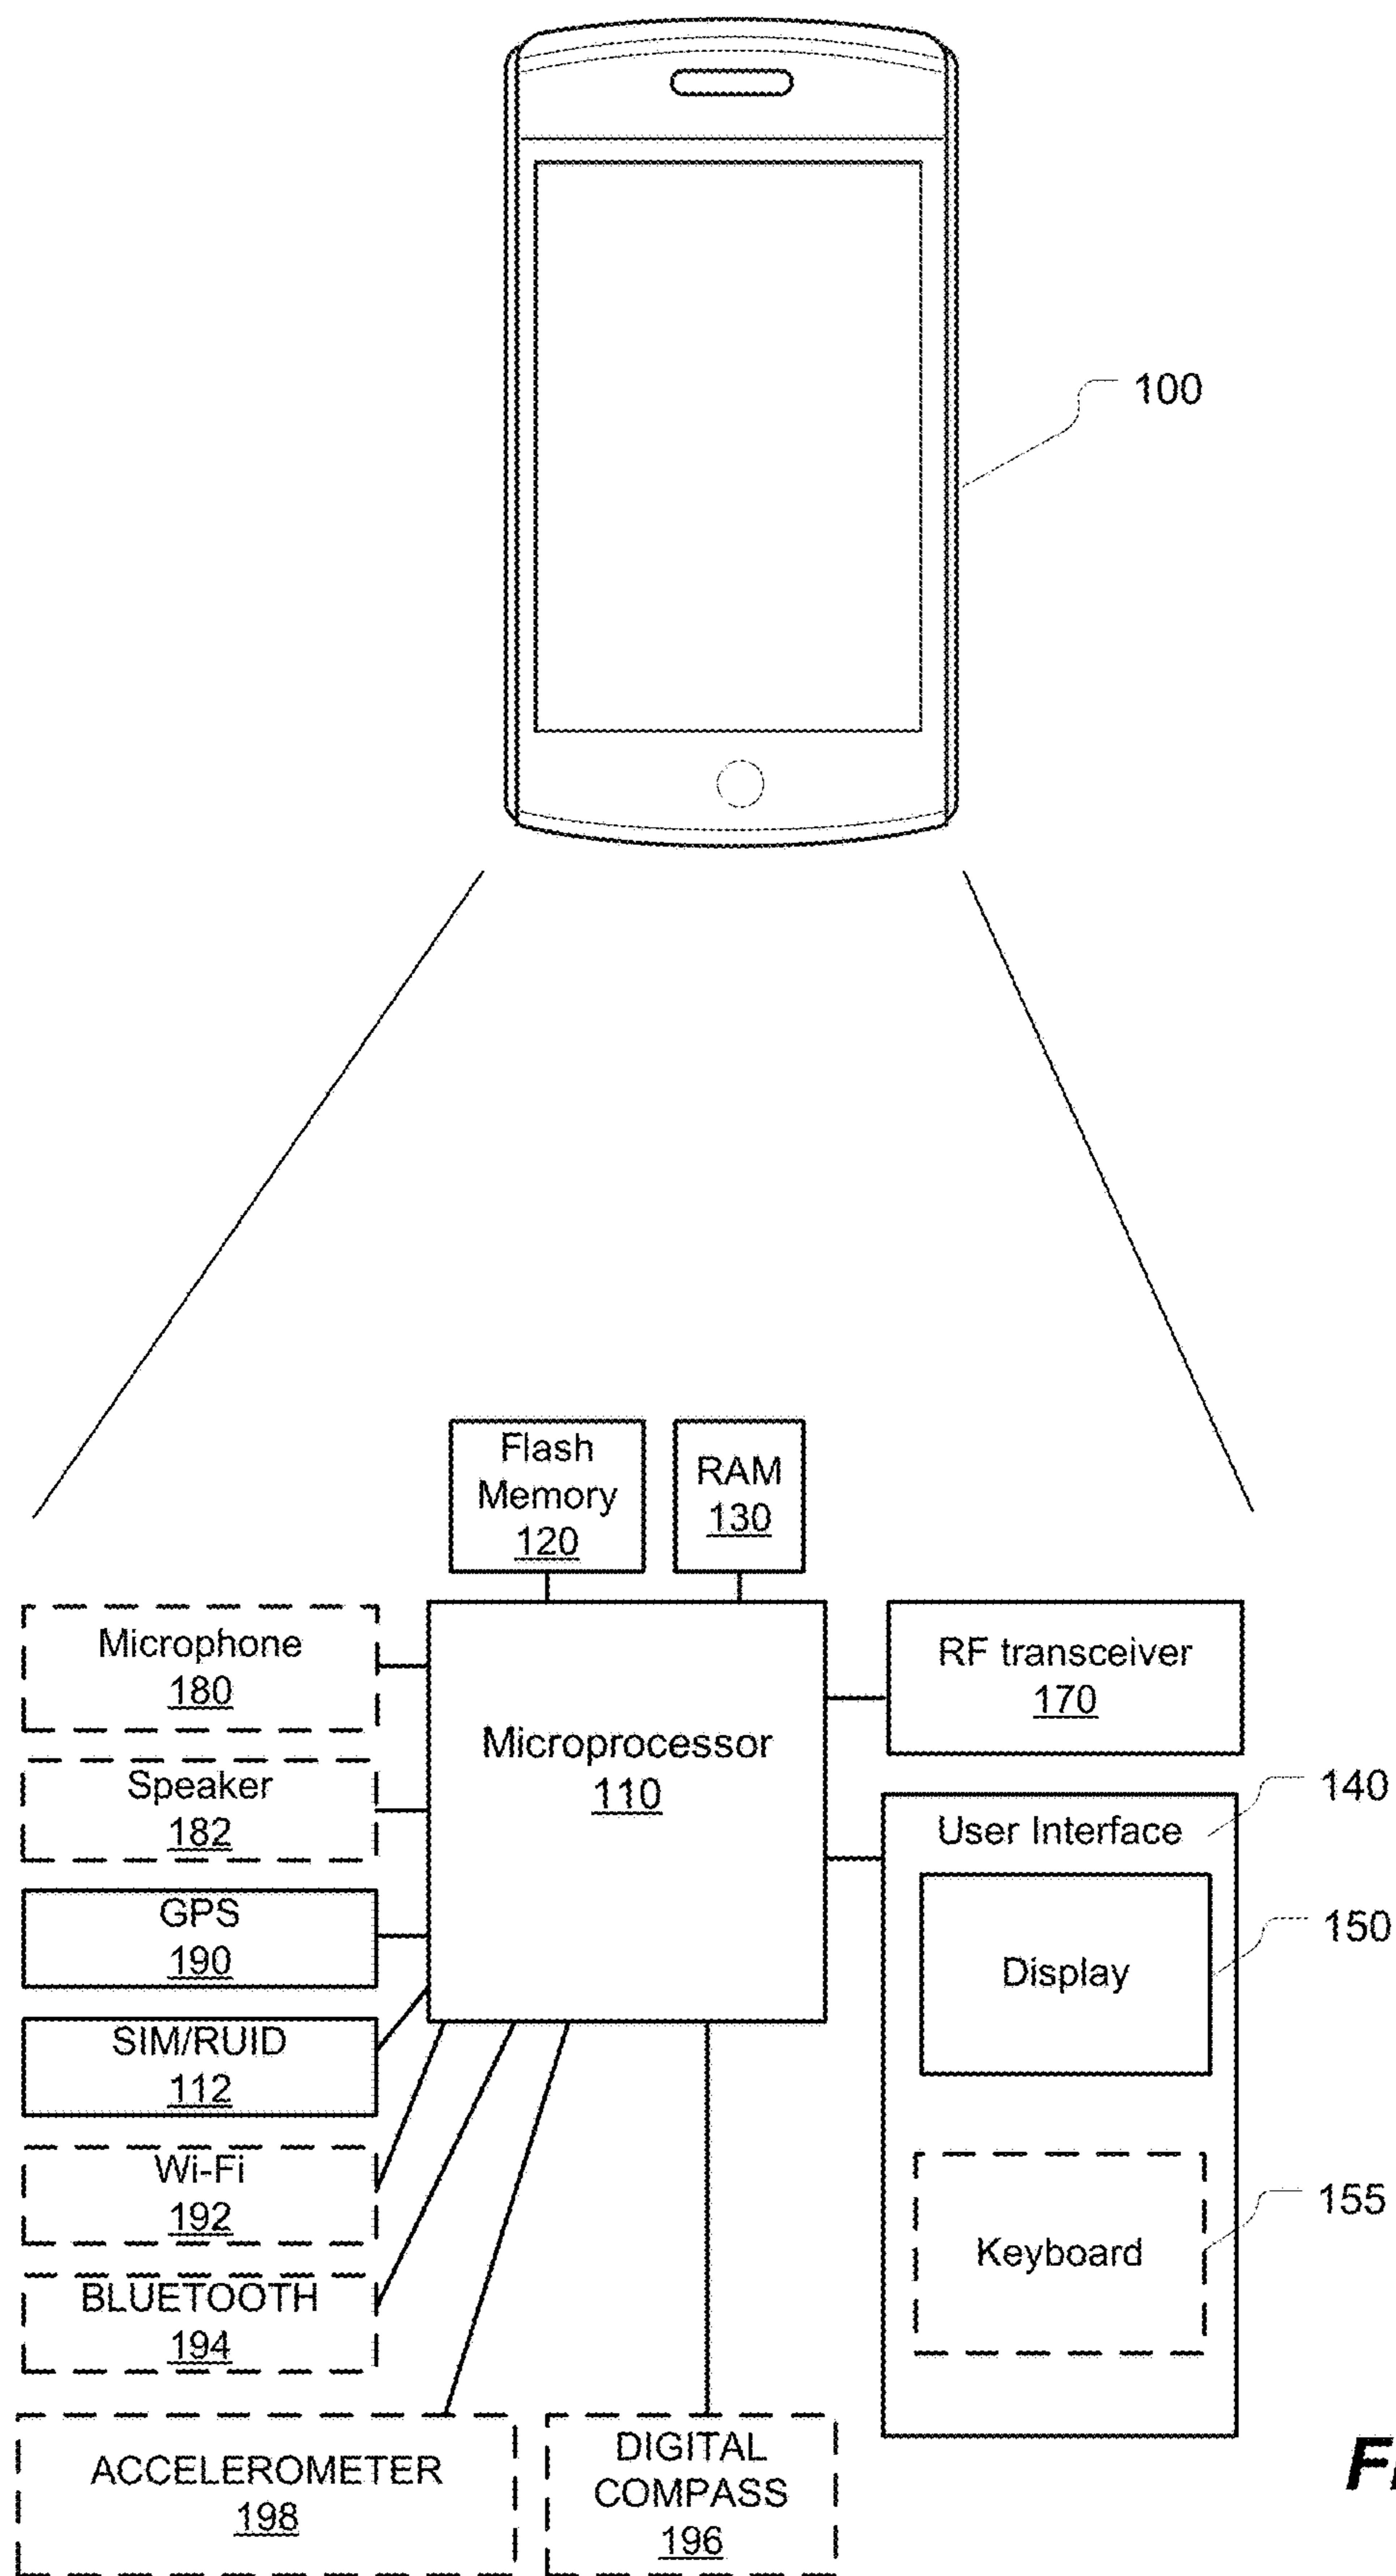 100
Flash
Memory
120
RAM
130
Microphone
180
Speaker
182
GPS
190
SIM/RUID
112
Wi-Fi
192
BLUETOOTH
194
ACCELEROMETER
198
DIGITAL
COMPASS
196
Microprocessor
110
RF transceiver
170
140
User Interface
Display
150
Keyboard
155